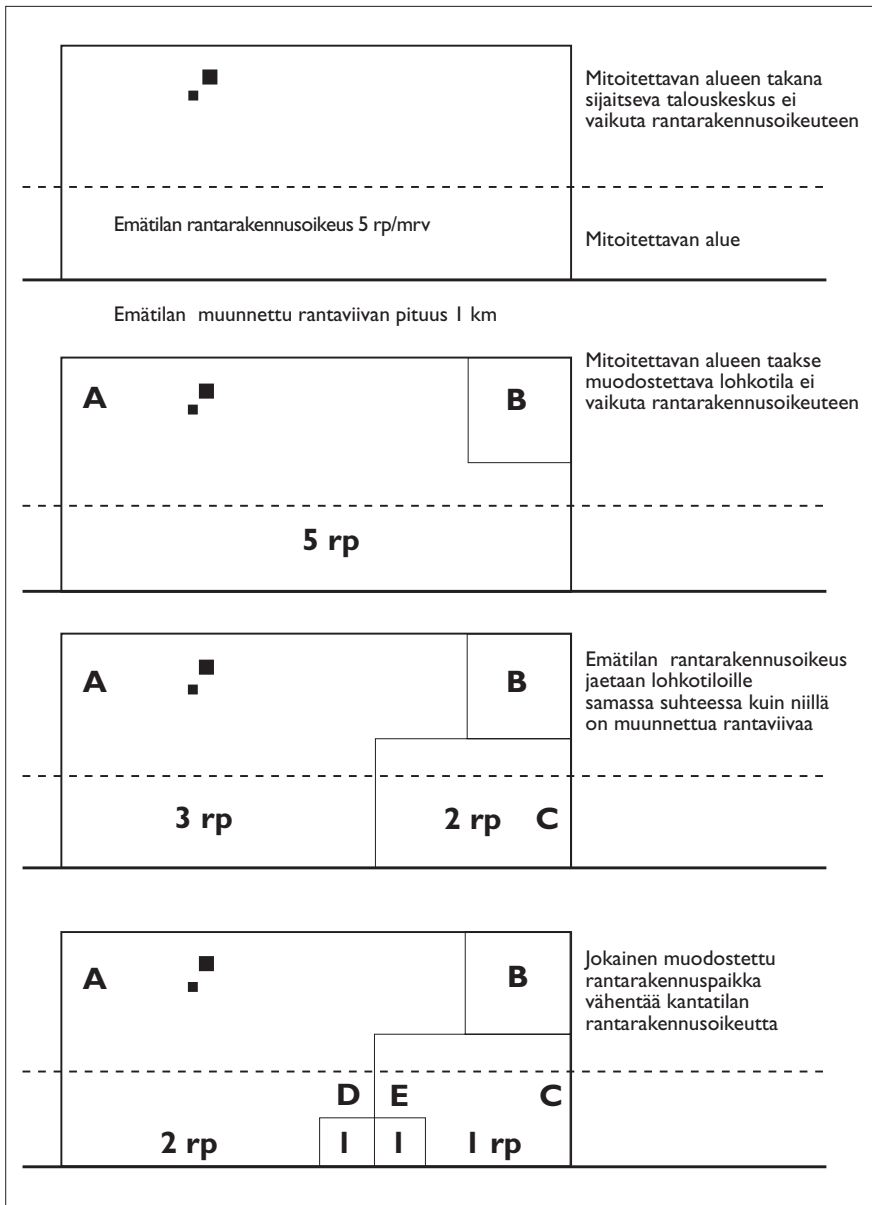 Mitoitettavan alueen takana
sijaitseva talouskeskus ei
vaikuta rantarakennusoikeuteen
Emätilan rantarakennusoikeus 5 rp/mrv
Mitoitettavan alue
Emätilan muunnettu rantaviivan pituus 1 km
Mitoitettavan alueen taakse
muodostettava lohkotila ei
vaikuta rantarakennusoikeuteen
A
B
5 rp
Emätilan rantarakennusoikeus
jaetaan lohkotiloille
samassa suhteessa kuin niillä
on muunnettua rantaviivaa
A
B
3 rp
2 rp C
Jokainen muodostettu
rantarakennuspaikka
vähentää kantatilan
rantarakennusoikeutta
A
B
D E C
2 rp 1 1 1 rp